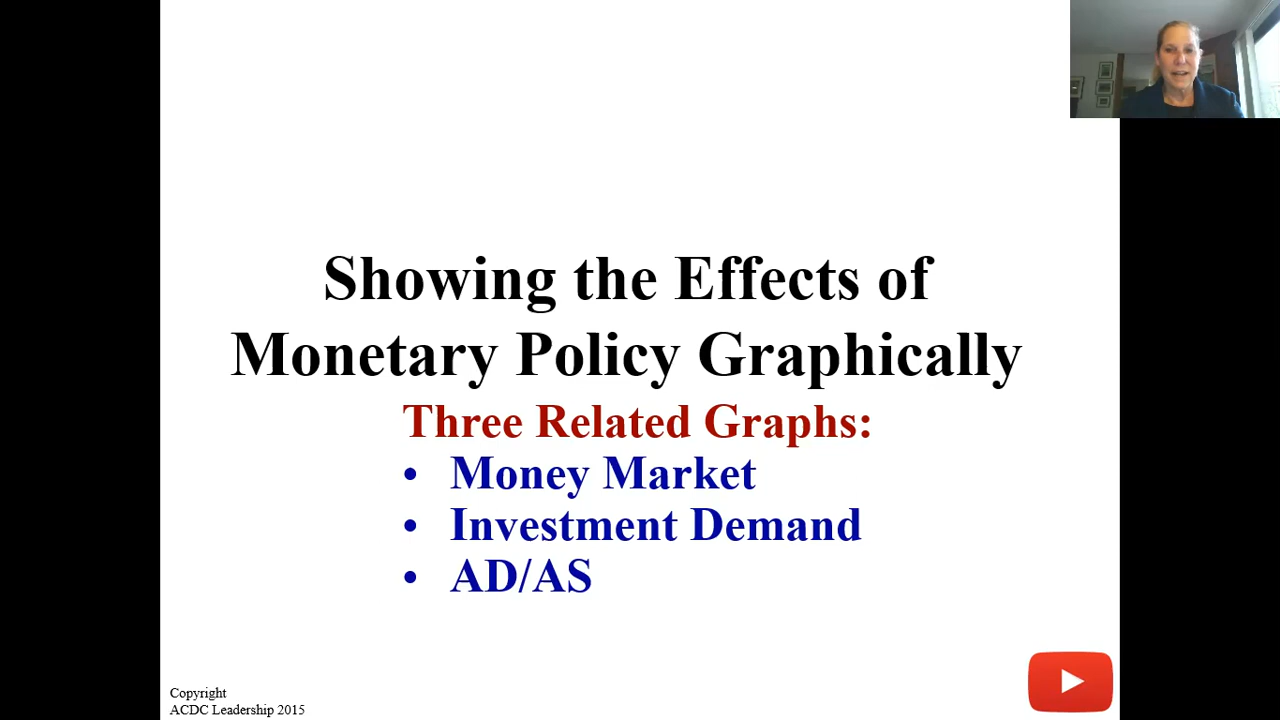 Showing the Effects of
Monetary Policy Graphically
Three Related Graphs:
• Money Market
• Investment Demand
• AD/AS
Copyright
ACDC Leadership 2015